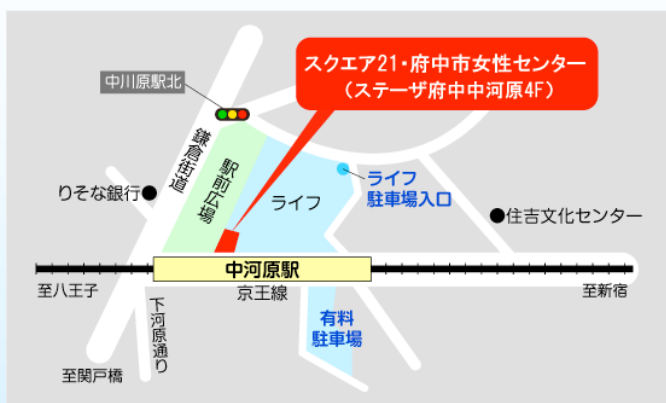 スクエア21・府中市女性センター
（ステーザ府中中河原4F）
中川原駅北
鎌倉街道
駅前広場
ライフ
ライフ
駐車場入口
りそな銀行
住吉文化センター
中河原駅
京王線
至八王子
至新宿
下河原通り
有料
駐車場
至関戸橋